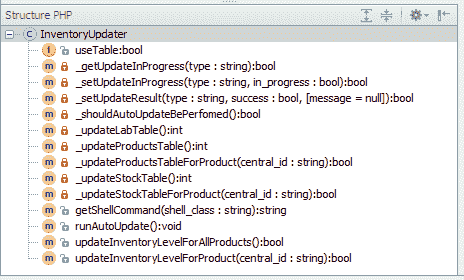 Structure PHP
C InventoryUpdater
f useTable:bool
m _getUpdateInProgress(type : string):bool
m _setUpdateInProgress(type : string, in_progress : bool):bool
m _setUpdateResult(type : string, success : bool, [message = null]):bool
m _shouldAutoUpdateBePerfomed():bool
m _updateLabTable():int
m _updateProductsTable():int
m _updateProductsTableForProduct(central_id : string):bool
m _updateStockTable():int
m _updateStockTableForProduct(central_id : string):bool
m getShellCommand(shell_class : string):string
m runAutoUpdate():void
m updateInventoryLevelForAllProducts():bool
m updateInventoryLevelForProduct(central_id : string):bool